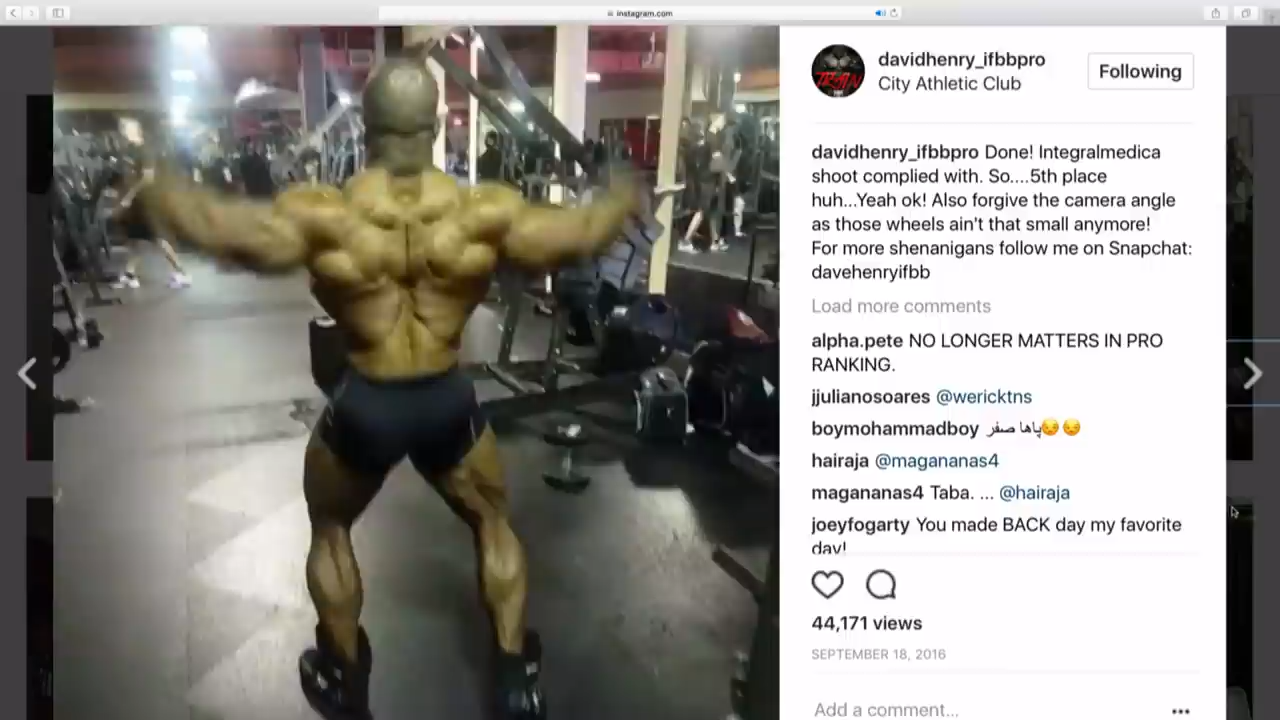 instagram.com
davidhenry_ifbbpro
City Athletic Club
Following
davidhenry_ifbbpro Done! Integralmedica
shoot complied with. So....5th place
huh...Yeah ok! Also forgive the camera angle
as those wheels ain't that small anymore!
For more shenanigans follow me on Snapchat:
davehenryifbb
Load more comments
alpha.pete NO LONGER MATTERS IN PRO
RANKING.
jjulianosoares @wericktns
boymohammadboy پاها صفر😒😒
hairaja @magananas4
magananas4 Taba. ... @hairaja
joeyfogarty You made BACK day my favorite
day!
44,171 views
SEPTEMBER 18, 2016
Add a comment...